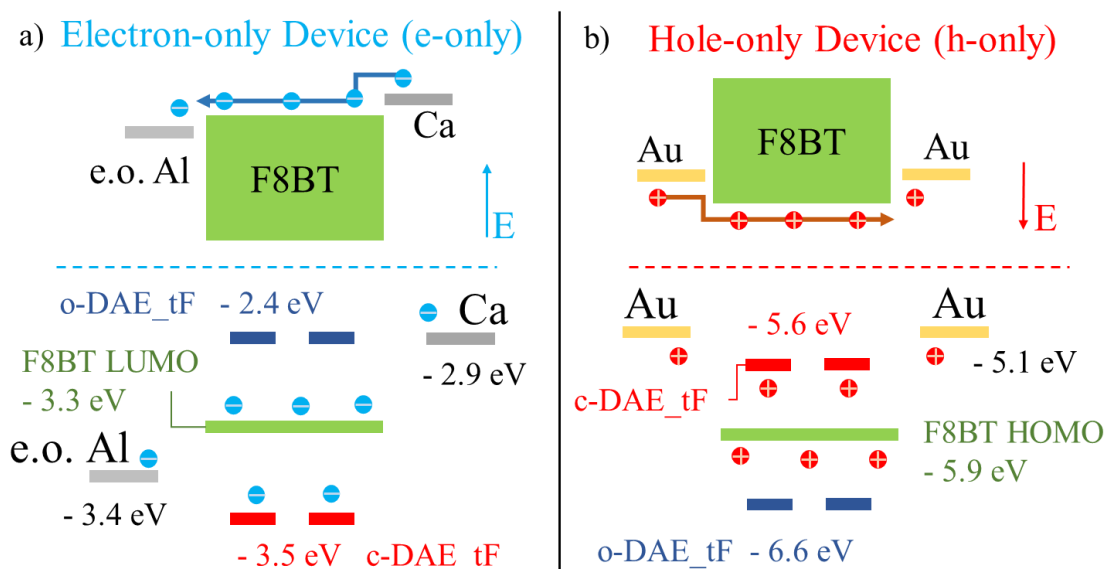 a) Electron-only Device (e-only)
e.o. Al
F8BT
Ca
E
o-DAE_tF - 2.4 eV
Ca
- 2.9 eV
F8BT LUMO
- 3.3 eV
e.o. Al
- 3.4 eV
- 3.5 eV c-DAE_tF
b) Hole-only Device (h-only)
Au
F8BT
Au
E
Au
- 5.6 eV
Au
- 5.1 eV
c-DAE_tF
F8BT HOMO
- 5.9 eV
o-DAE_tF - 6.6 eV